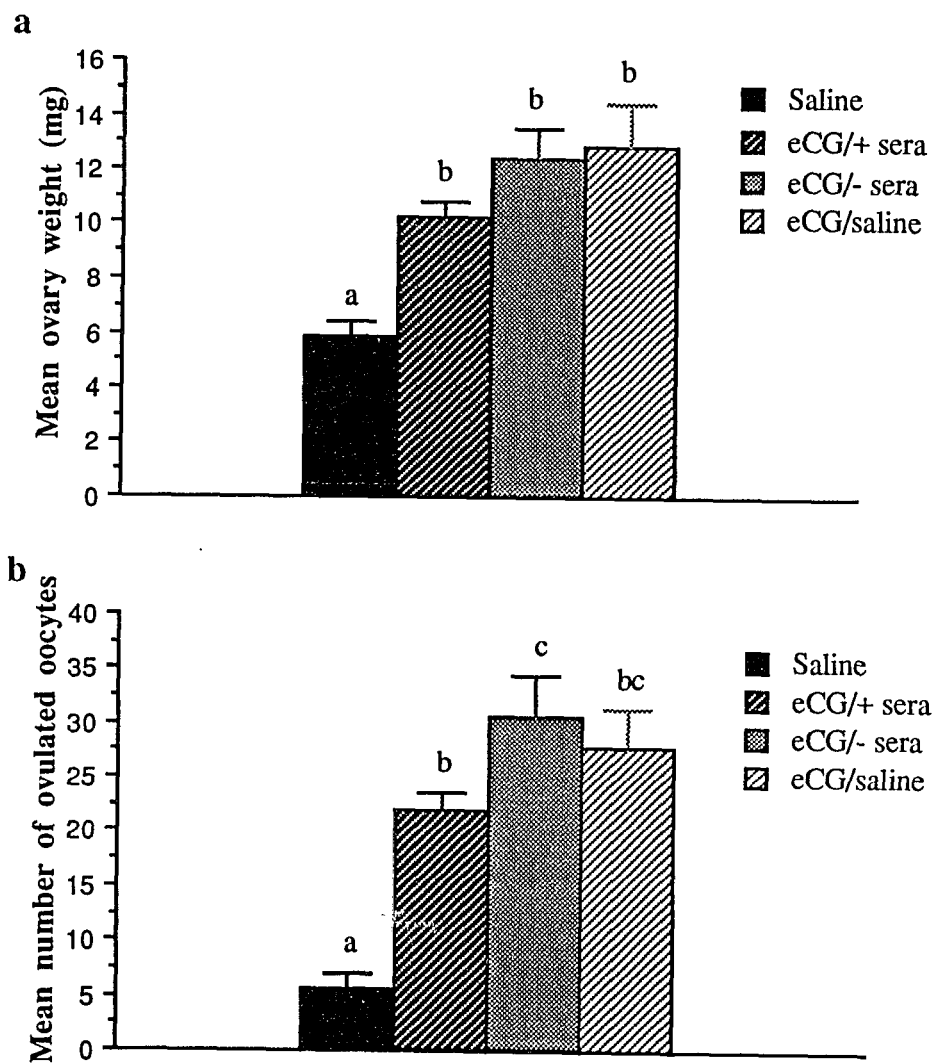 a
Mean ovary weight (mg)
16
14
12
10
8
6
4
2
0
a
b
b
b
Saline
eCG/+ sera
eCG/- sera
eCG/saline
b
Mean number of ovulated oocytes
40
35
30
25
20
15
10
5
0
a
b
c
bc
Saline
eCG/+ sera
eCG/- sera
eCG/saline